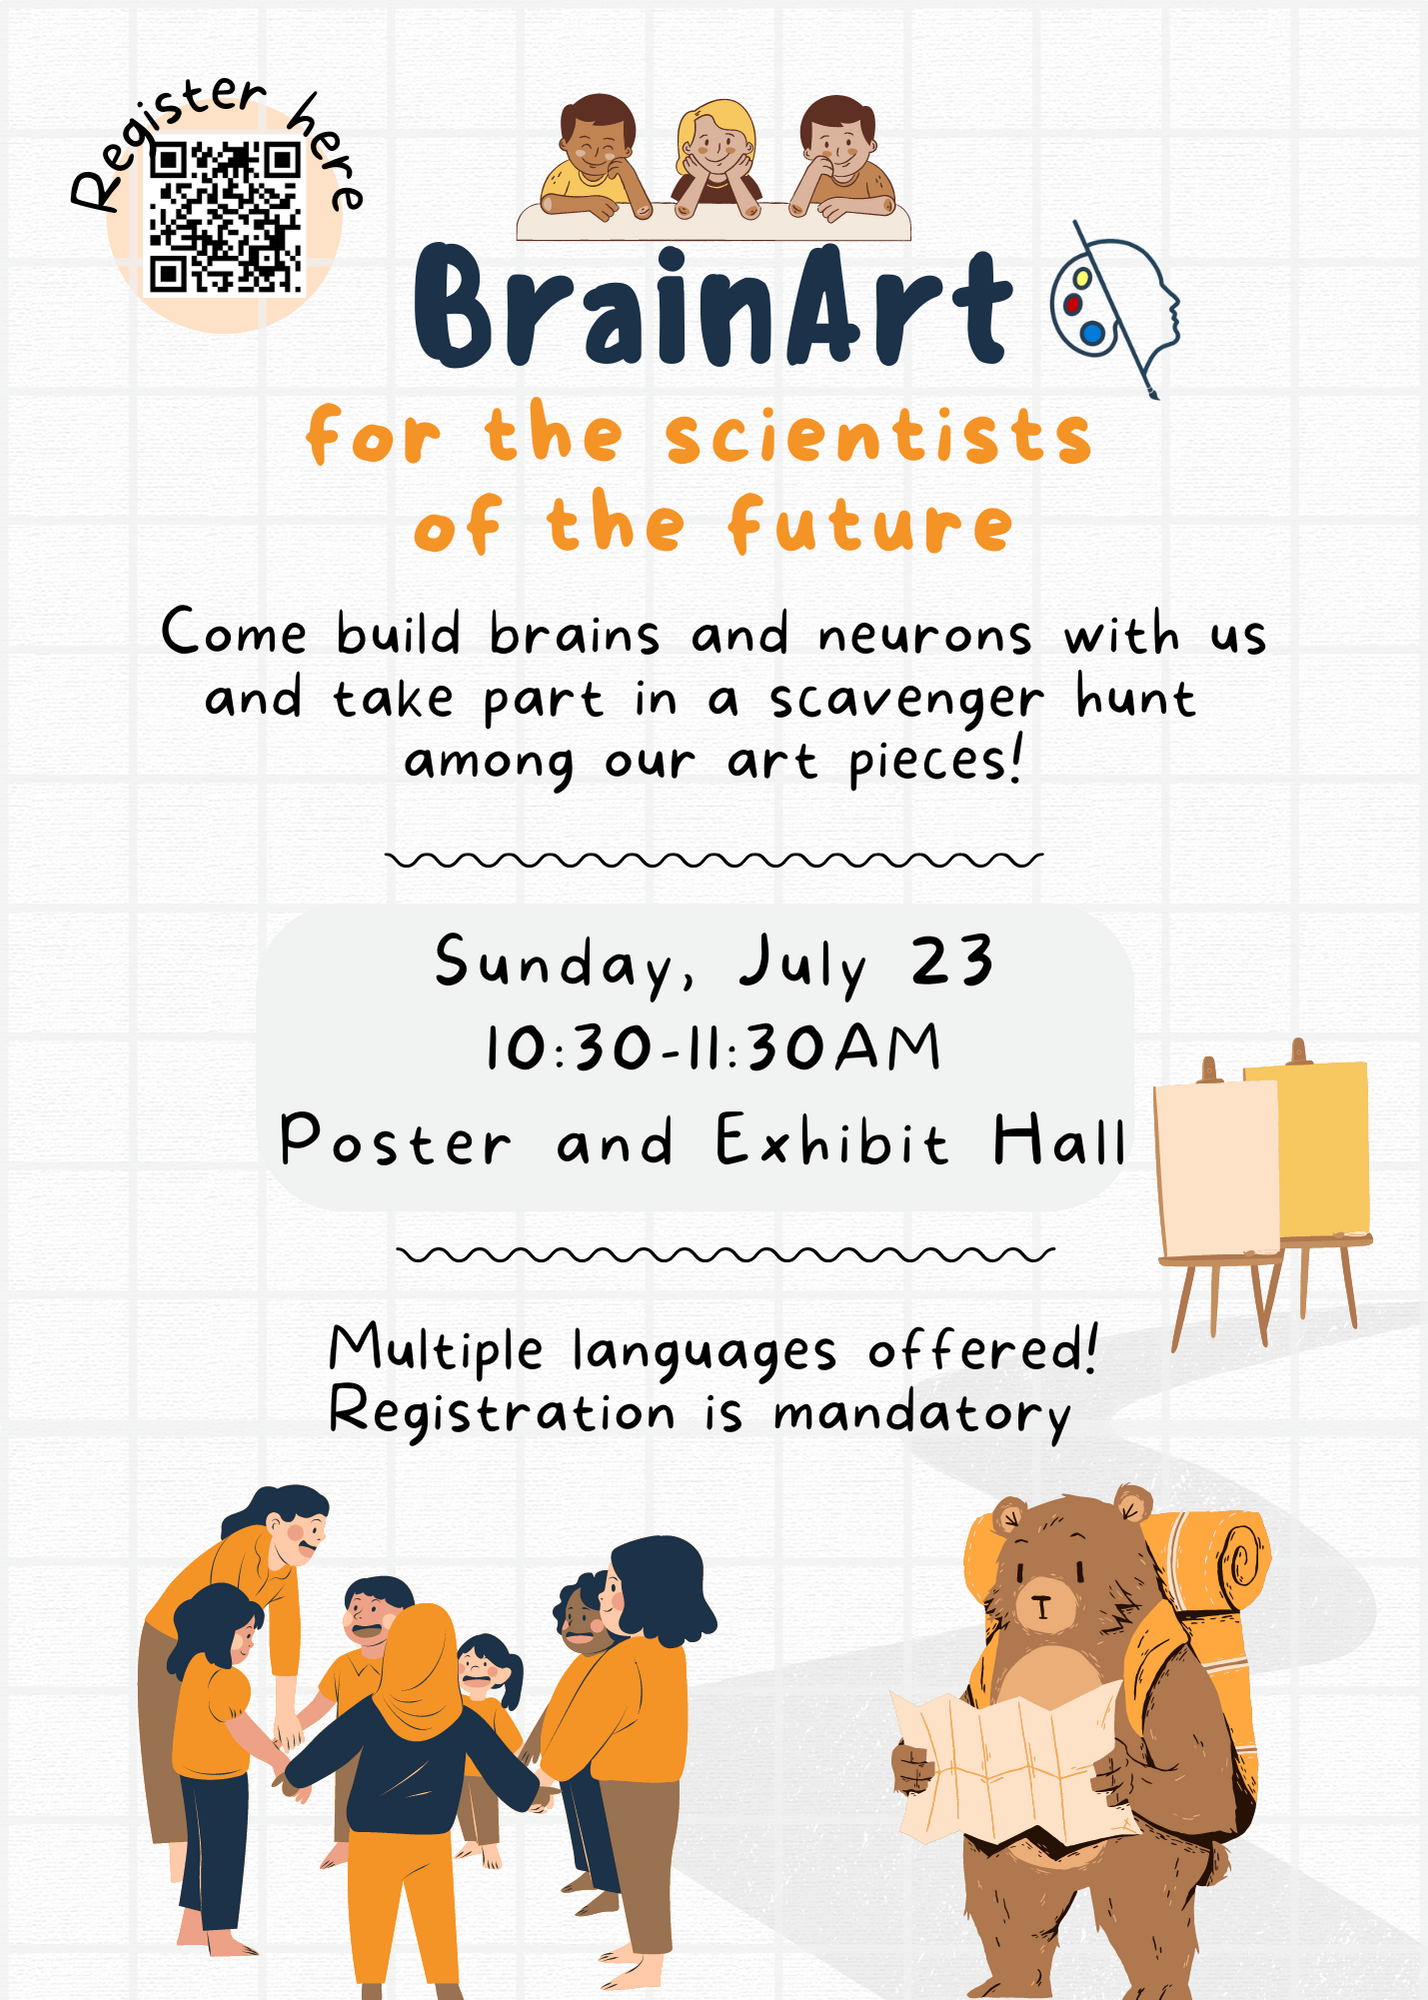 Register here
BrainArt
for the scientists
of the future
Come build brains and neurons with us
and take part in a scavenger hunt
among our art pieces!
Sunday, July 23
10:30-11:30AM
Poster and Exhibit Hall
Multiple languages offered!
Registration is mandatory